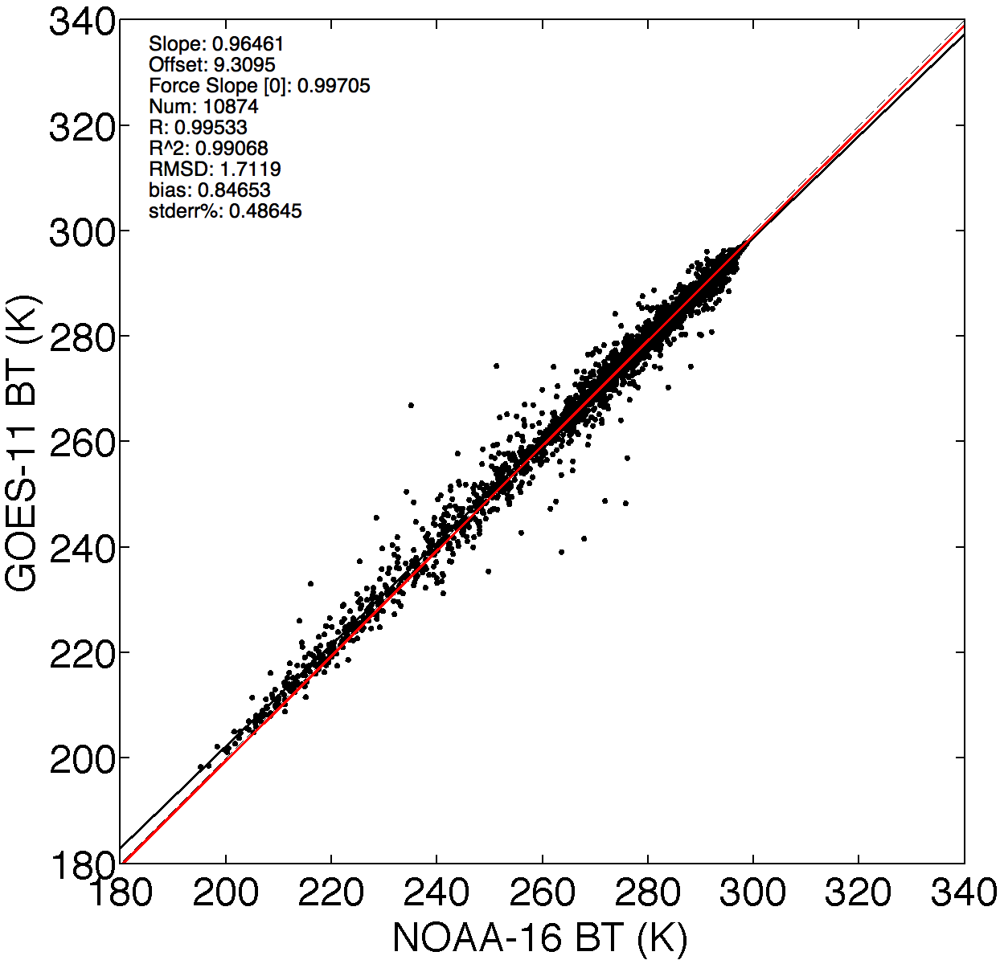 Slope: 0.96461
Offset: 9.3095
Force Slope [0]: 0.99705
Num: 10874
R: 0.99533
R^2: 0.99068
RMSD: 1.7119
bias: 0.84653
stderr%: 0.48645
340
320
300
280
260
240
220
200
180
GOES-11 BT (K)
180 200 220 240 260 280 300 320 340
NOAA-16 BT (K)